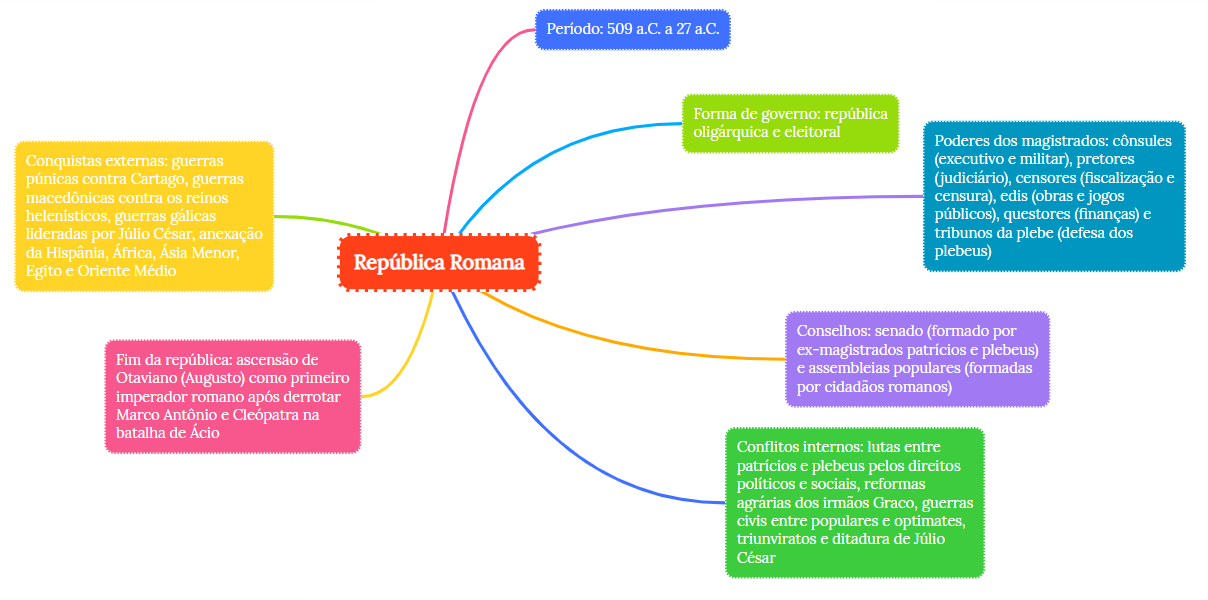 Período: 509 a.C. a 27 a.C.
Forma de governo: república
oligárquica e eleitoral
Poderes dos magistrados: cônsules
(executivo e militar), pretores
(judiciário), censores (fiscalização e
censura), edis (obras e jogos
públicos), questores (finanças) e
tribunos da plebe (defesa dos
plebeus)
Conquistas externas: guerras
púnicas contra Cartago, guerras
macedônicas contra os reinos
helenísticos, guerras gálicas
lideradas por Júlio César, anexação
da Hispânia, África, Ásia Menor,
Egito e Oriente Médio
República Romana
Conselhos: senado (formado por
ex-magistrados patrícios e plebeus)
e assembleias populares (formadas
por cidadãos romanos)
Fim da república: ascensão de
Otaviano (Augusto) como primeiro
imperador romano após derrotar
Marco Antônio e Cleópatra na
batalha de Ácio
Conflitos internos: lutas entre
patrícios e plebeus pelos direitos
políticos e sociais, reformas
agrárias dos irmãos Graco, guerras
civis entre populares e optimates,
triunviratos e ditadura de Júlio
César